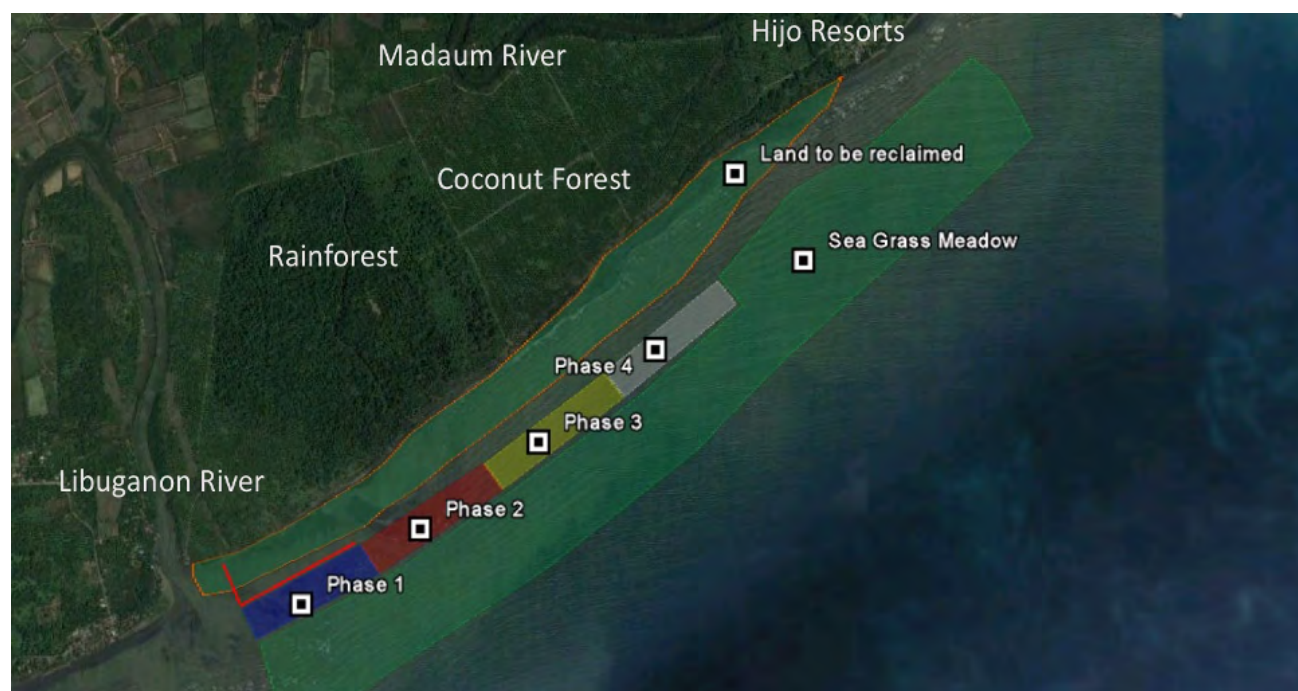 Hijo Resorts
Madaum River
Land to be reclaimed
Coconut Forest
Sea Grass Meadow
Rainforest
Phase 4
Phase 3
Libuganon River
Phase 2
Phase 1